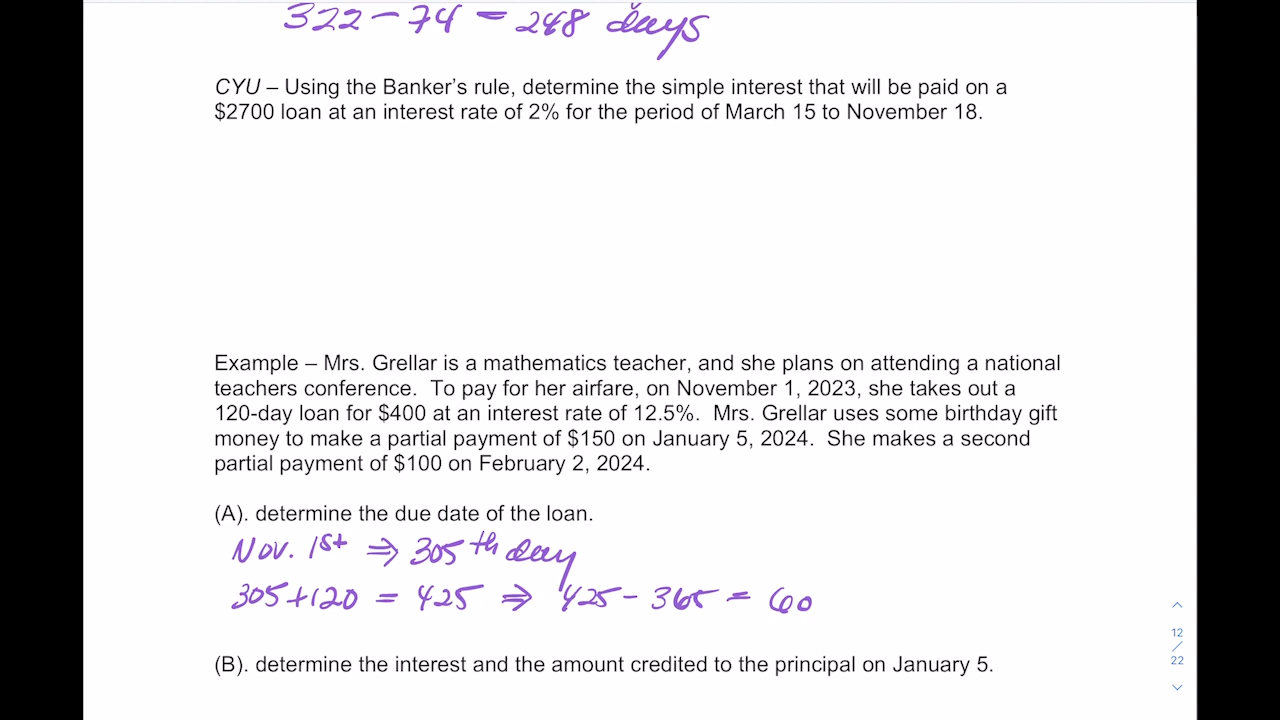 322 - 74 = 248 days
CYU – Using the Banker's rule, determine the simple interest that will be paid on a
$2700 loan at an interest rate of 2% for the period of March 15 to November 18.
Example – Mrs. Grellar is a mathematics teacher, and she plans on attending a national
teachers conference. To pay for her airfare, on November 1, 2023, she takes out a
120-day loan for $400 at an interest rate of 12.5%. Mrs. Grellar uses some birthday gift
money to make a partial payment of $150 on January 5, 2024. She makes a second
partial payment of $100 on February 2, 2024.
(A). determine the due date of the loan.
Nov. 1st ⇒ 305th day
305+120 = 425 ⇒ 425 - 365 = 60
(B). determine the interest and the amount credited to the principal on January 5.
12
/
22